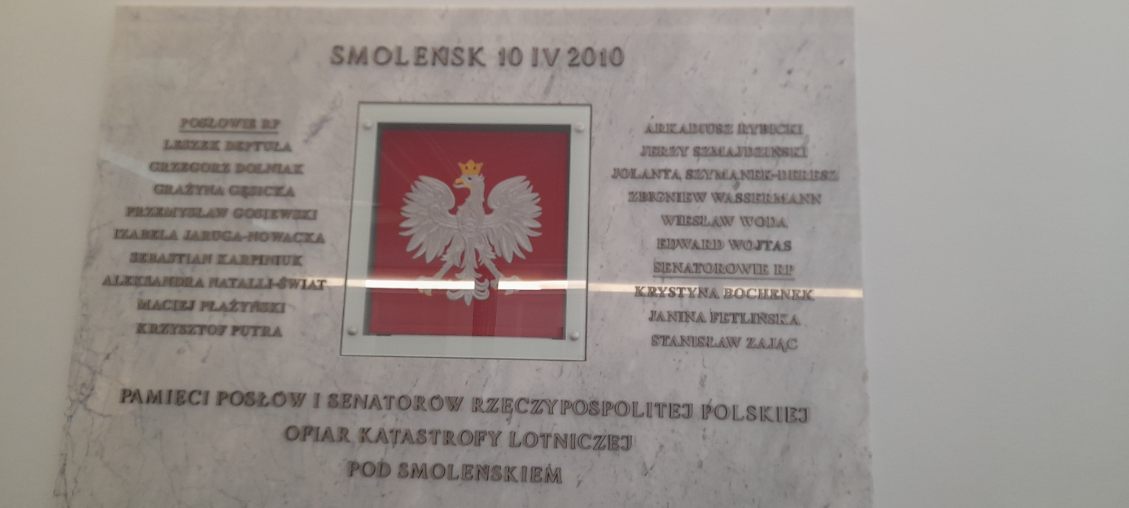 SMOLEŃSK 10 IV 2010
POSŁOWIE RP
LESZEK DEPTUŁA
GRZEGORZ DOLNIAK
GRAŻYNA GĘSICKA
PRZEMYSŁAW GOSIEWSKI
IZABELA JARUGA-NOWACKA
SEBASTIAN KARPINIUK
ALEKSANDRA NATALLI-ŚWIAT
MACIEJ PŁAŻYŃSKI
KRZYSZTOF PUTRA
ARKADIUSZ RYBICKI
JERZY SZMAJDZIŃSKI
JOLANTA SZYMANEK-DERESZ
ZBIGNIEW WASSERMANN
WIESŁAW WODA
EDWARD WOJTAS
SENATOROWIE RP
KRYSTYNA BOCHENEK
JANINA FETLIŃSKA
STANISŁAW ZAJĄC
PAMIĘCI POSŁÓW I SENATORÓW RZECZYPOSPOLITEJ POLSKIEJ
OFIAR KATASTROFY LOTNICZEJ
POD SMOLEŃSKIEM